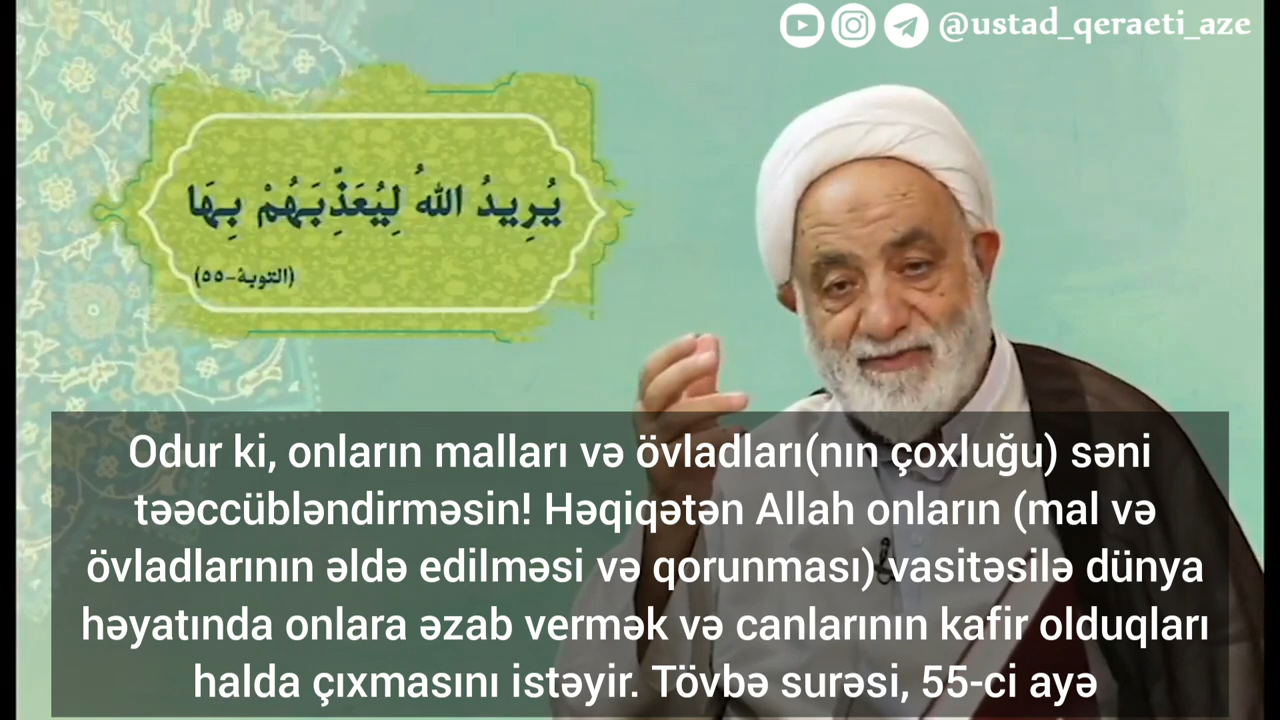 @ustad_qeraeti_aze
يُرِيدُ اللهُ لِيُعَذِّبَهُمْ بِهَا
(التوبة-٥٥)
Odur ki, onların malları və övladları(nın çoxluğu) səni
təəccübləndirməsin! Həqiqətən Allah onların (mal və
övladlarının əldə edilməsi və qorunması) vasitəsilə dünya
həyatında onlara əzab vermək və canlarının kafir olduqları
halda çıxmasını istəyir. Tövbə surəsi, 55-ci ayə